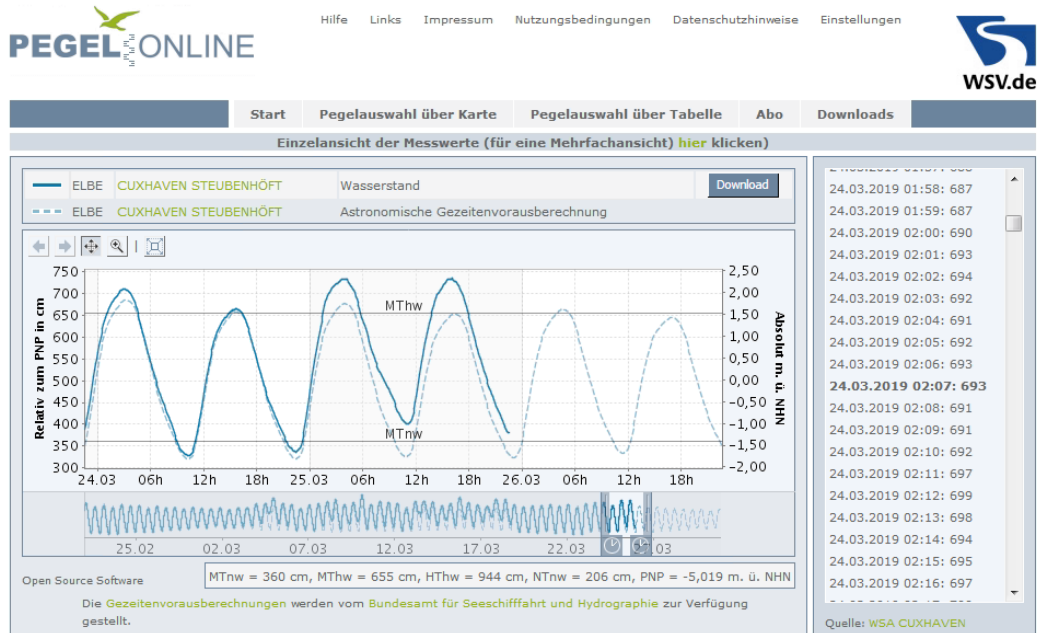 PEGEL ONLINE
Hilfe Links Impressum Nutzungsbedingungen Datenschutzhinweise Einstellungen
WSV.de
Start Pegelauswahl über Karte Pegelauswahl über Tabelle Abo Downloads
Einzelansicht der Messwerte (für eine Mehrfachansicht) hier klicken)
ELBE CUXHAVEN STEUBENHÖFT Wasserstand Download
ELBE CUXHAVEN STEUBENHÖFT Astronomische Gezeitenvorausberechnung
Relativ zum PNP in cm
750
700
650
600
550
500
450
400
350
300
MThw
MTnw
2,50
2,00
1,50
1,00
0,50
0,00
-0,50
-1,00
-1,50
-2,00
Absolut m. ü. NHN
24.03 06h 12h 18h 25.03 06h 12h 18h 26.03 06h 12h 18h
25.02 02.03 07.03 12.03 17.03 22.03 03
Open Source Software
MTnw = 360 cm, MThw = 655 cm, HThw = 944 cm, NTnw = 206 cm, PNP = -5,019 m. ü. NHN
Die Gezeitenvorausberechnungen werden vom Bundesamt für Seeschifffahrt und Hydrographie zur Verfügung
gestellt.
24.03.2019 01:58: 687
24.03.2019 01:59: 687
24.03.2019 02:00: 690
24.03.2019 02:01: 693
24.03.2019 02:02: 694
24.03.2019 02:03: 692
24.03.2019 02:04: 691
24.03.2019 02:05: 692
24.03.2019 02:06: 693
24.03.2019 02:07: 693
24.03.2019 02:08: 691
24.03.2019 02:09: 691
24.03.2019 02:10: 692
24.03.2019 02:11: 697
24.03.2019 02:12: 699
24.03.2019 02:13: 698
24.03.2019 02:14: 694
24.03.2019 02:15: 695
24.03.2019 02:16: 697
Quelle: WSA CUXHAVEN